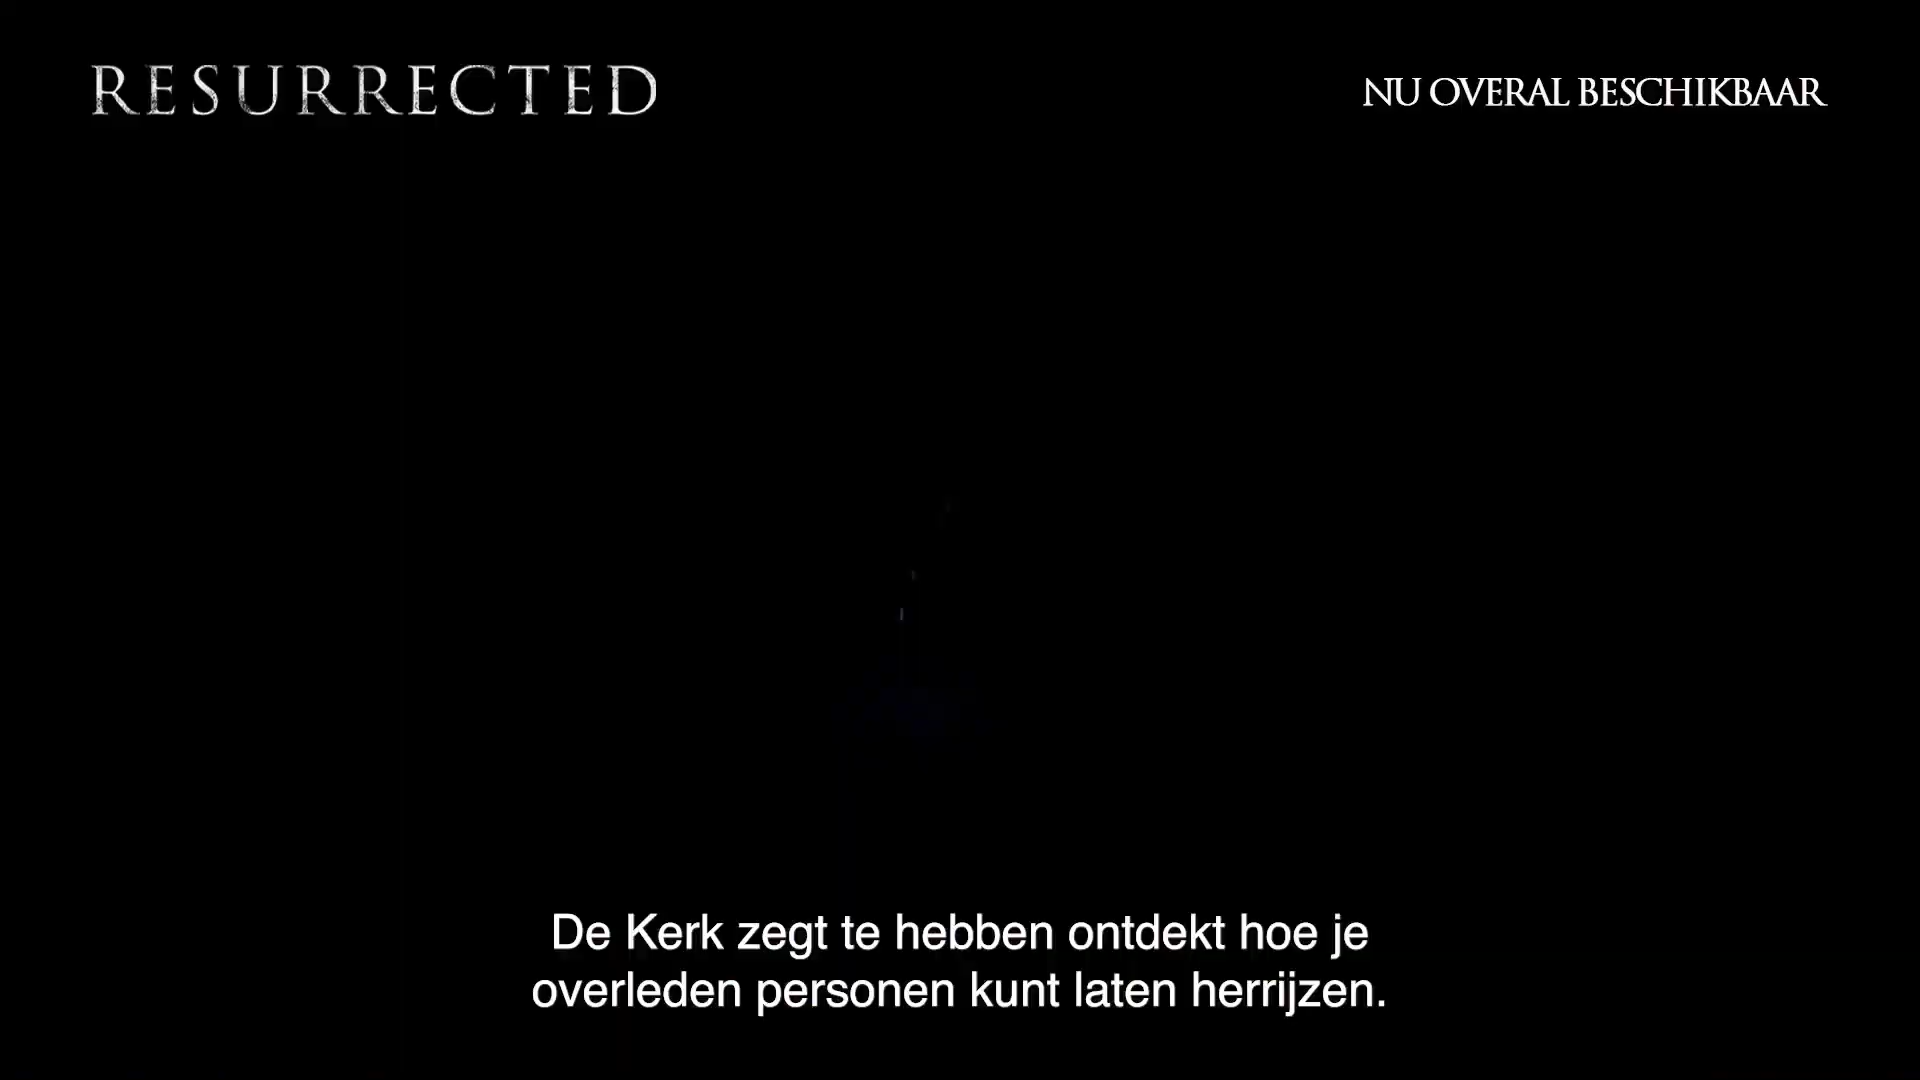 RESURRECTED
NU OVERAL BESCHIKBAAR
De Kerk zegt te hebben ontdekt hoe je
overleden personen kunt laten herrijzen.